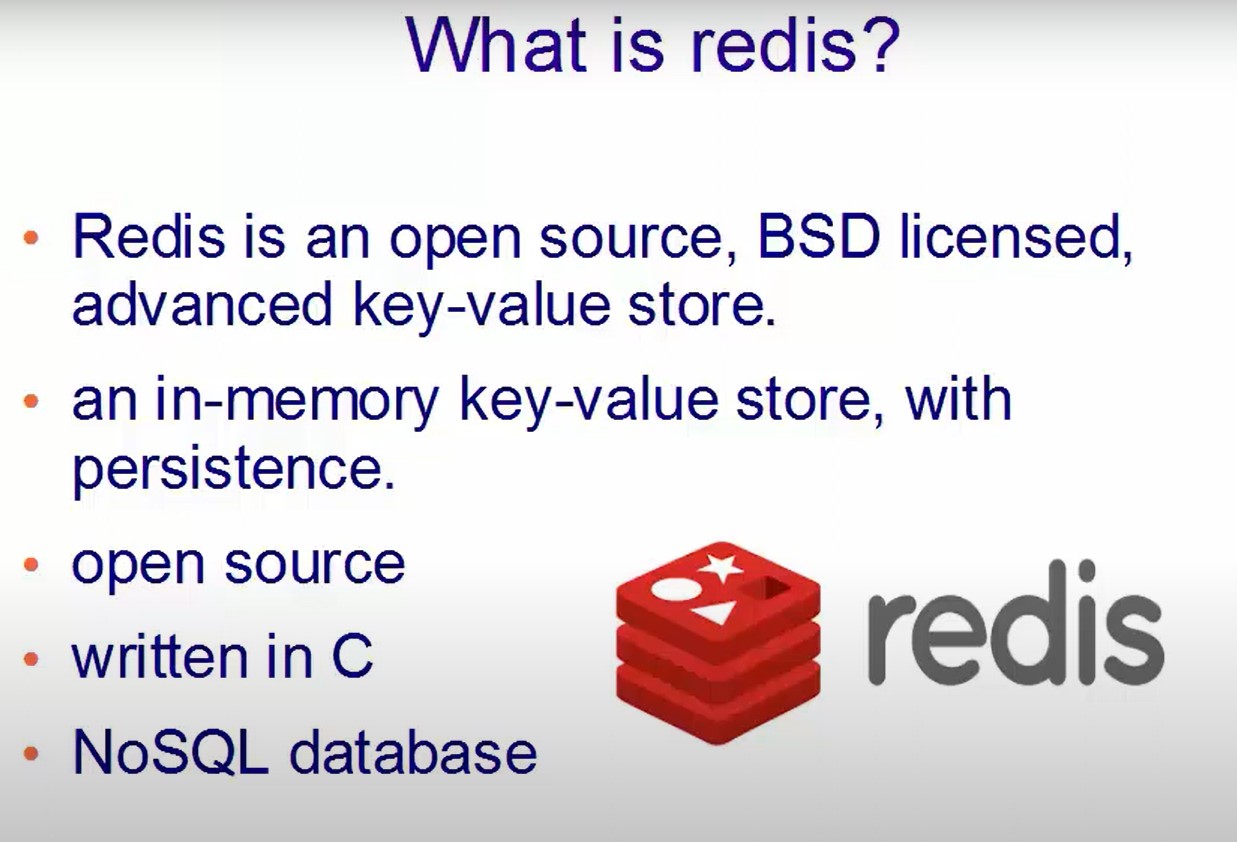 What is redis?
• Redis is an open source, BSD licensed,
advanced key-value store.
• an in-memory key-value store, with
persistence.
• open source
• written in C
• NoSQL database
redis